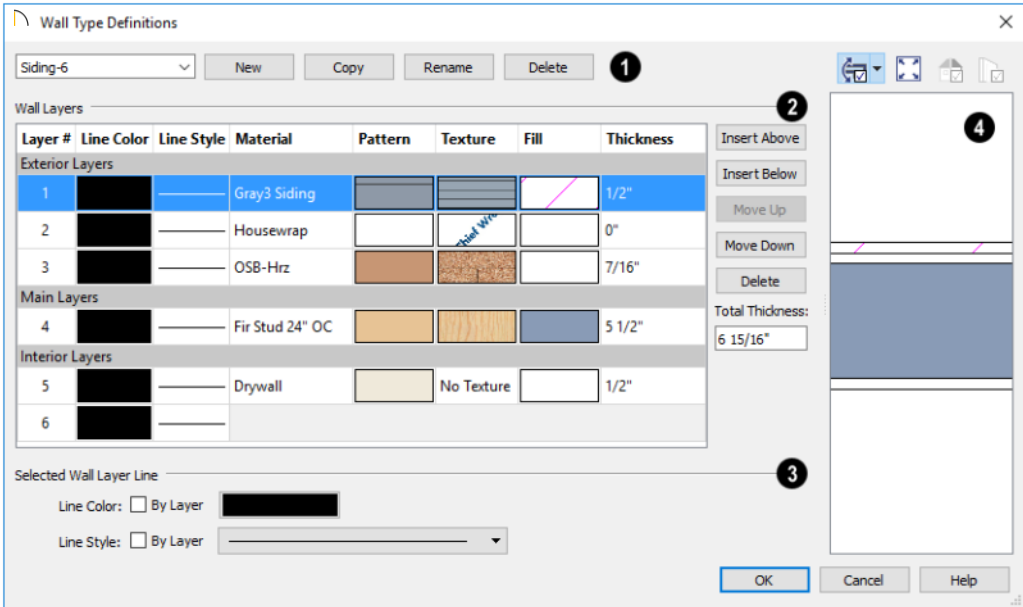 Wall Type Definitions
Siding-6 New Copy Rename Delete 1
Wall Layers 2
Layer # Line Color Line Style Material Pattern Texture Fill Thickness
Exterior Layers
1 Gray3 Siding 1/2"
2 Housewrap 0"
3 OSB-Hrz 7/16"
Main Layers
4 Fir Stud 24" OC 5 1/2"
Interior Layers
5 Drywall No Texture 1/2"
6
Insert Above
Insert Below
Move Up
Move Down
Delete
Total Thickness:
6 15/16"
4
Selected Wall Layer Line 3
Line Color: By Layer
Line Style: By Layer
OK Cancel Help